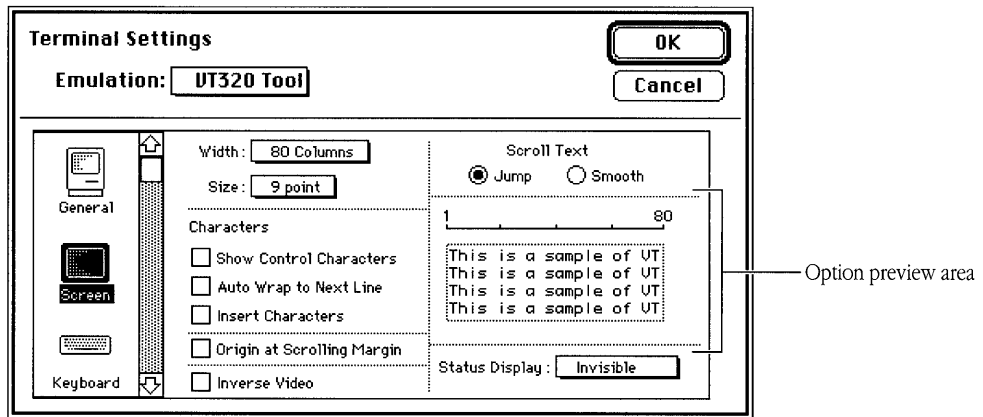 Terminal Settings
Emulation: VT320 Tool
OK
Cancel
General
Screen
Keyboard
Width: 80 Columns
Size: 9 point
Characters
Show Control Characters
Auto Wrap to Next Line
Insert Characters
Origin at Scrolling Margin
Inverse Video
Scroll Text
Jump
Smooth
1 80
This is a sample of VT
This is a sample of VT
This is a sample of VT
This is a sample of VT
Status Display: Invisible
Option preview area